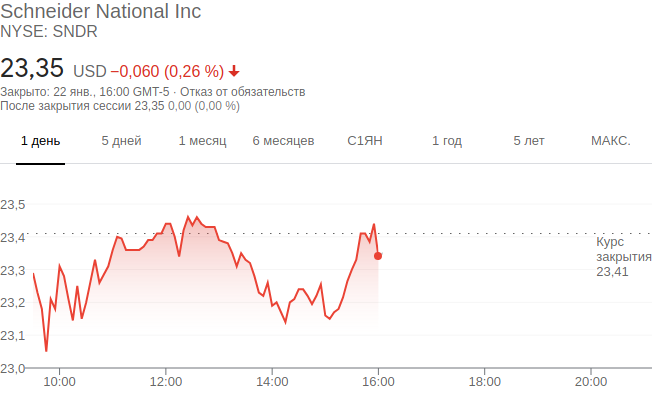 Schneider National Inc
NYSE: SNDR
23,35 USD −0,060 (0,26 %)
Закрыто: 22 янв., 16:00 GMT-5 · Отказ от обязательств
После закрытия сессии 23,35 0,00 (0,00 %)
1 день 5 дней 1 месяц 6 месяцев С1ЯН 1 год 5 лет МАКС.
23,5
23,4
Курс
закрытия
23,41
23,3
23,2
23,1
23,0
10:00 12:00 14:00 16:00 18:00 20:00